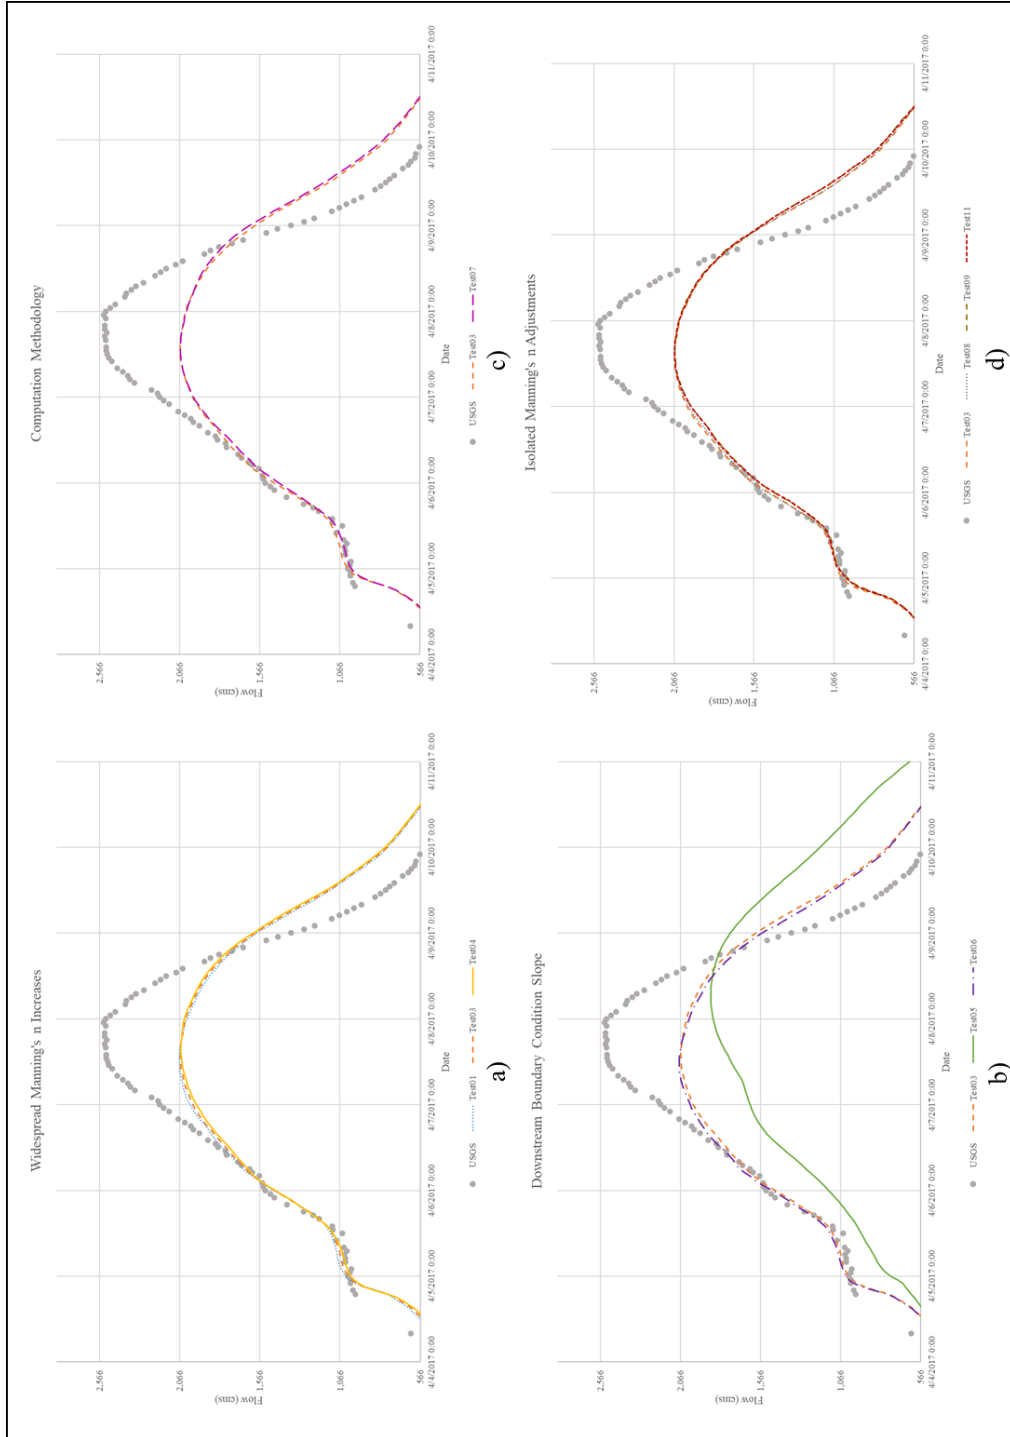 Widespread Manning's n Increases
2.566
2.066
1.566
1.066
566
Flow (cms)
4/4/2017 0:00
4/5/2017 0:00
4/6/2017 0:00
4/7/2017 0:00
4/8/2017 0:00
4/9/2017 0:00
4/10/2017 0:00
4/11/2017 0:00
Date
USGS Test01 Test03 Test04
a)
Computation Methodology
2.566
2.066
1.566
1.066
566
Flow (cms)
4/4/2017 0:00
4/5/2017 0:00
4/6/2017 0:00
4/7/2017 0:00
4/8/2017 0:00
4/9/2017 0:00
4/10/2017 0:00
4/11/2017 0:00
Date
USGS Test03 Test07
c)
Downstream Boundary Condition Slope
2.566
2.066
1.566
1.066
566
Flow (cms)
4/4/2017 0:00
4/5/2017 0:00
4/6/2017 0:00
4/7/2017 0:00
4/8/2017 0:00
4/9/2017 0:00
4/10/2017 0:00
4/11/2017 0:00
Date
USGS Test03 Test05 Test06
b)
Isolated Manning's n Adjustments
2.566
2.066
1.566
1.066
566
Flow (cms)
4/4/2017 0:00
4/5/2017 0:00
4/6/2017 0:00
4/7/2017 0:00
4/8/2017 0:00
4/9/2017 0:00
4/10/2017 0:00
4/11/2017 0:00
Date
USGS Test03 Test08 Test09 Test11
d)